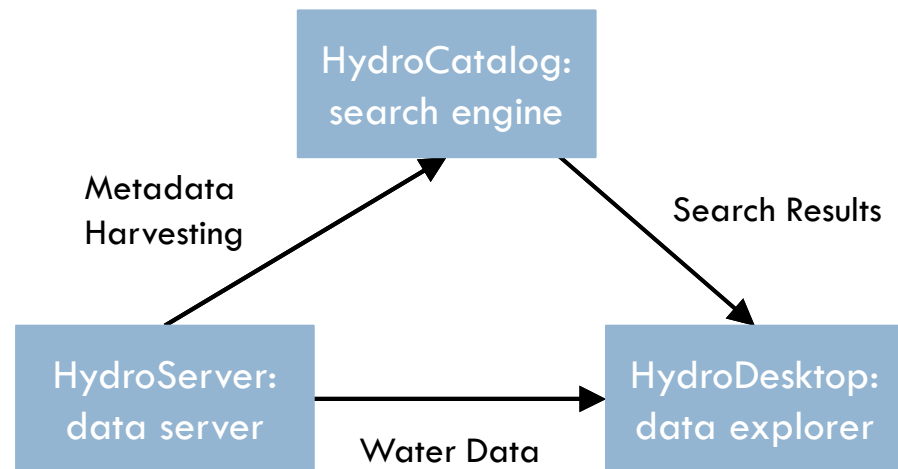 HydroCatalog:
search engine
Metadata
Harvesting
Search Results
HydroServer:
data server
Water Data
HydroDesktop:
data explorer